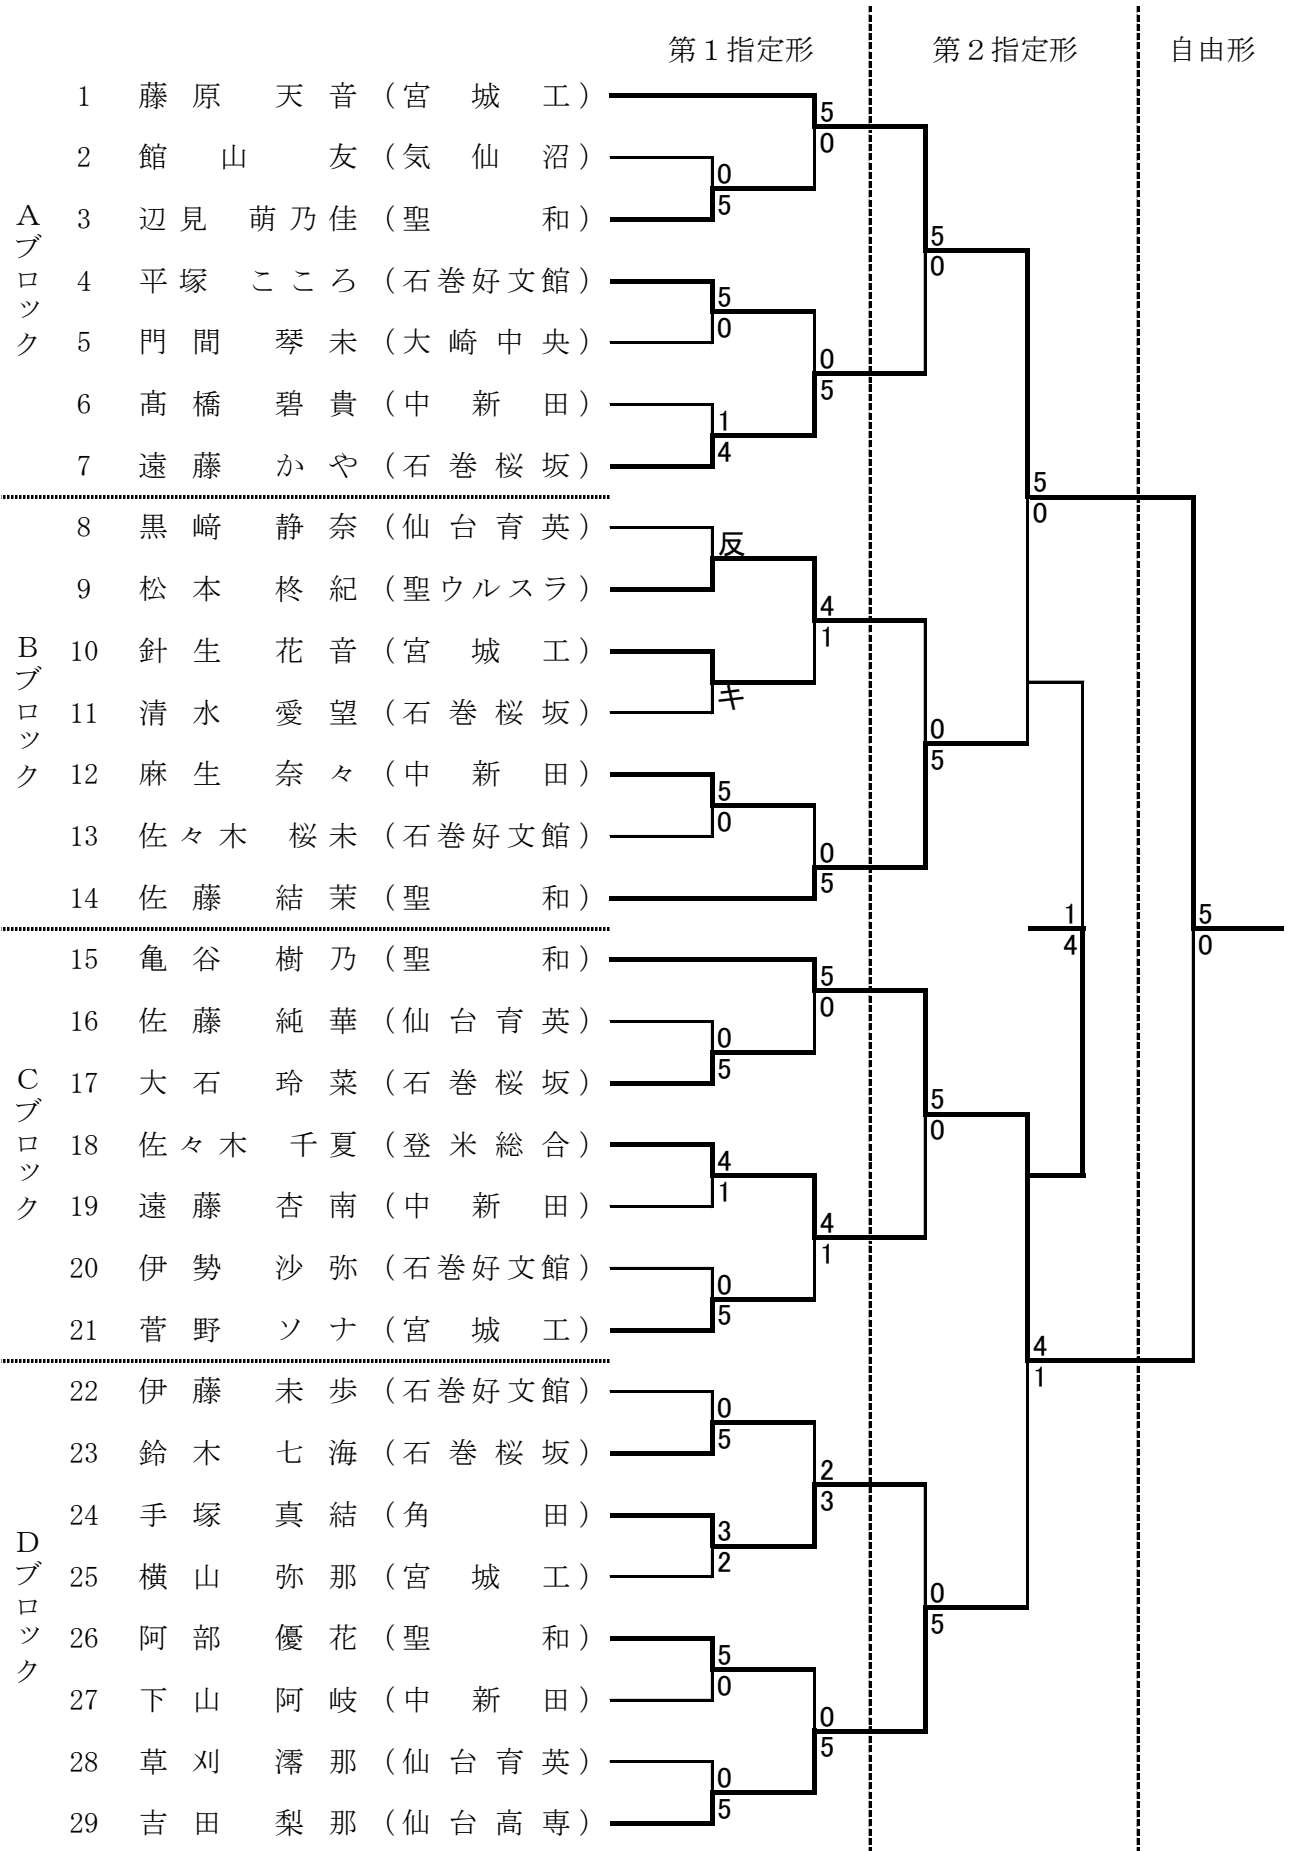 第１指定形 第２指定形 自由形
Aブロック
1 藤原 天音 (宮城工)
2 館山 友 (気仙沼)
3 辺見 萌乃佳 (聖和)
4 平塚 こころ (石巻好文館)
5 門間 琴未 (大崎中央)
6 髙橋 碧貴 (中新田)
7 遠藤 かや (石巻桜坂)
Bブロック
8 黒﨑 静奈 (仙台育英)
9 松本 柊紀 (聖ウルスラ)
10 針生 花音 (宮城工)
11 清水 愛望 (石巻桜坂)
12 麻生 奈々 (中新田)
13 佐々木 桜未 (石巻好文館)
14 佐藤 結茉 (聖和)
Cブロック
15 亀谷 樹乃 (聖和)
16 佐藤 純華 (仙台育英)
17 大石 玲菜 (石巻桜坂)
18 佐々木 千夏 (登米総合)
19 遠藤 杏南 (中新田)
20 伊勢 沙弥 (石巻好文館)
21 菅野 ソナ (宮城工)
Dブロック
22 伊藤 未歩 (石巻好文館)
23 鈴木 七海 (石巻桜坂)
24 手塚 真結 (角田)
25 横山 弥那 (宮城工)
26 阿部 優花 (聖和)
27 下山 阿岐 (中新田)
28 草刈 澪那 (仙台育英)
29 吉田 梨那 (仙台高専)
0
5
5
0
1
4
反
キ
5
0
0
5
4
1
0
5
0
5
3
2
5
0
0
5
5
0
0
5
4
1
0
5
5
0
4
1
2
3
0
5
5
0
0
5
5
0
0
5
5
0
4
1
1
4
5
0